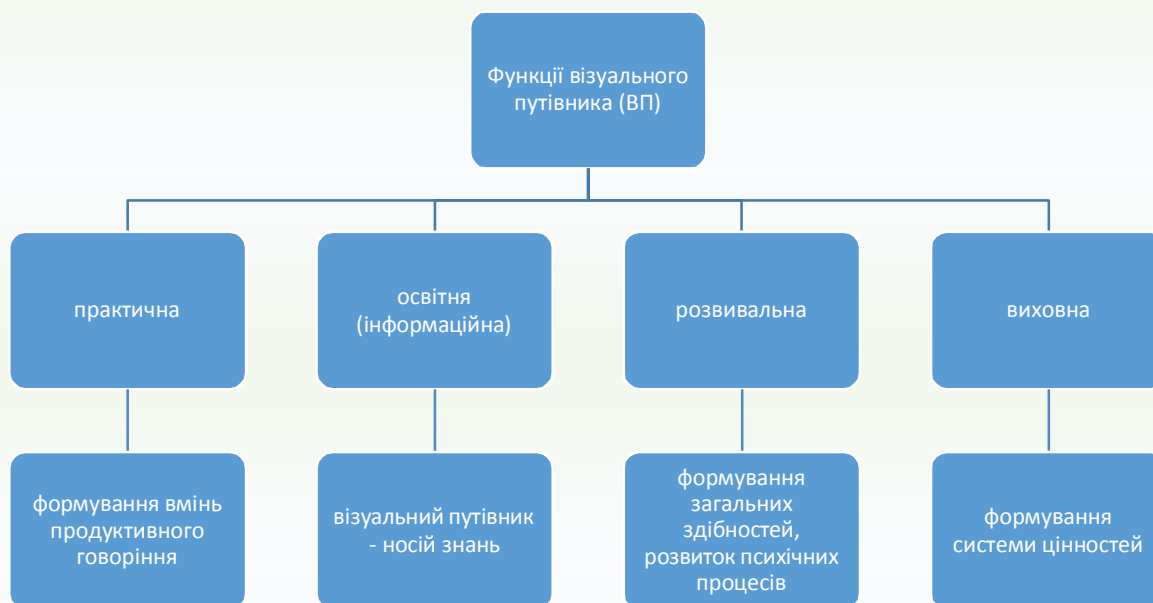 Функції візуального
путівника (ВП)
практична
освітня
(інформаційна)
розвивальна
виховна
формування вмінь
продуктивного
говоріння
візуальний путівник
- носій знань
формування
загальних
здібностей,
розвиток психічних
процесів
формування
системи цінностей